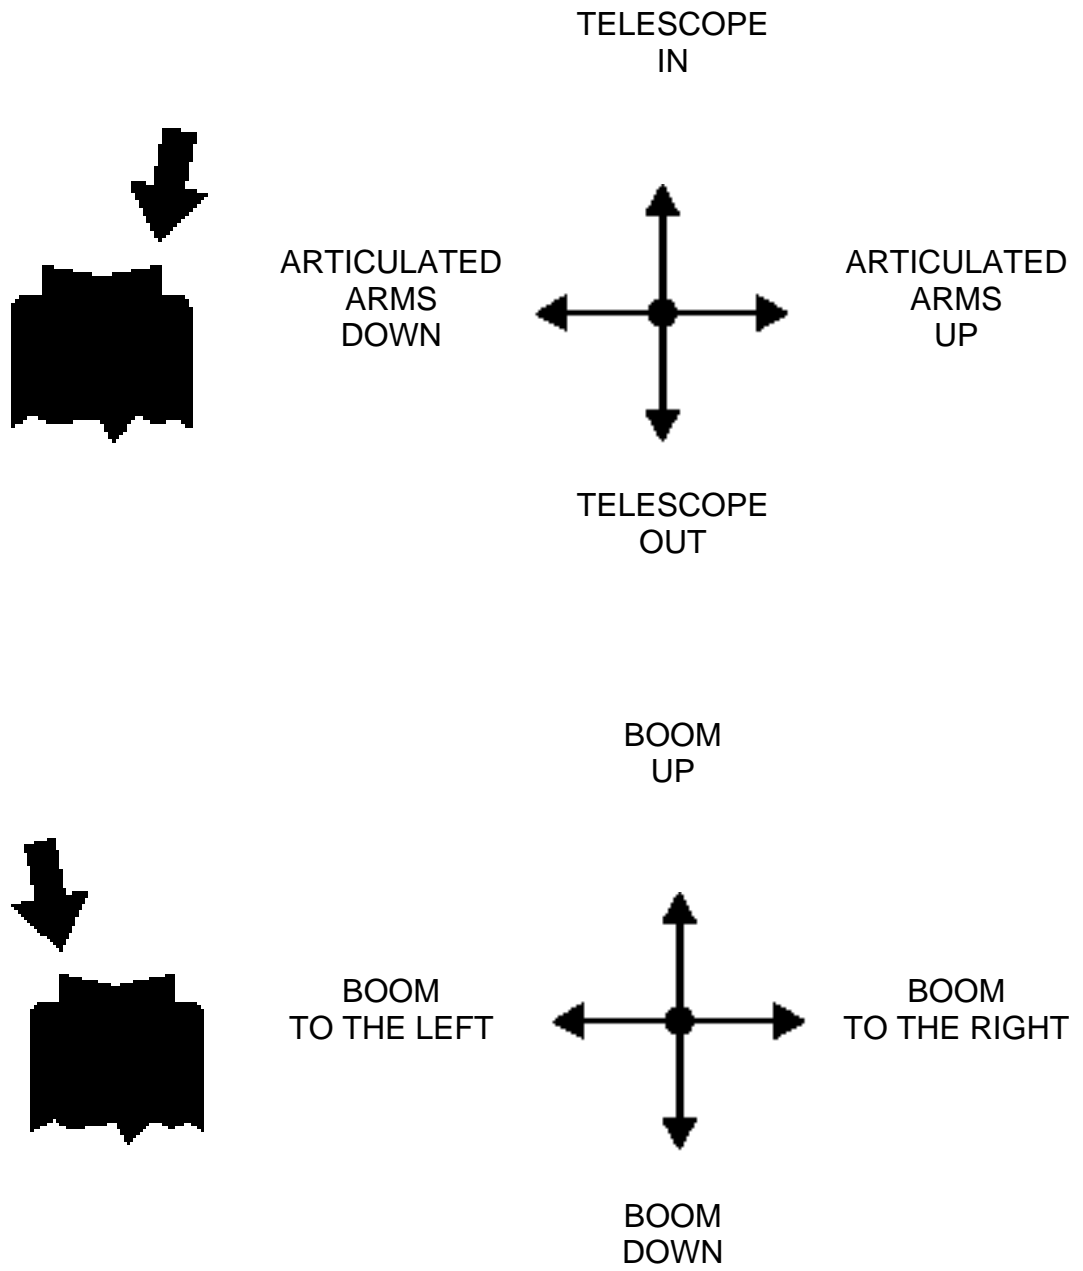 TELESCOPE
IN
ARTICULATED
ARMS
DOWN
ARTICULATED
ARMS
UP
TELESCOPE
OUT
BOOM
UP
BOOM
TO THE LEFT
BOOM
TO THE RIGHT
BOOM
DOWN